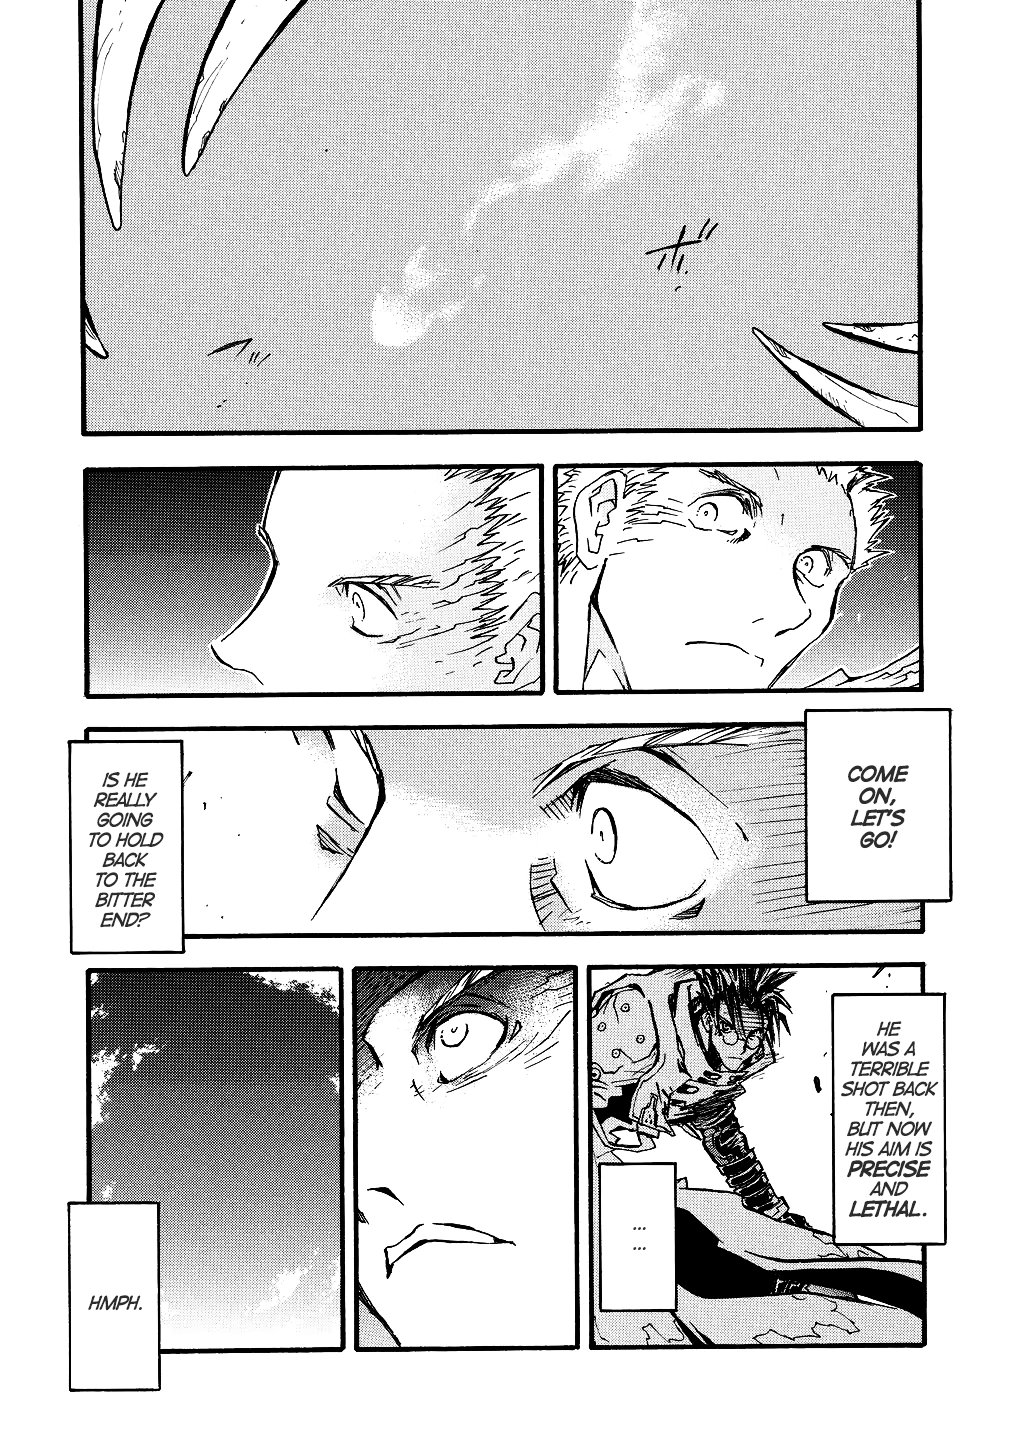 COME
ON,
LET'S
GO!
IS HE
REALLY
GOING
TO HOLD
BACK
TO THE
BITTER
END?
HE
WAS A
TERRIBLE
SHOT BACK
THEN,
BUT NOW
HIS AIM IS
PRECISE
AND
LETHAL.
...
...
HMPH.